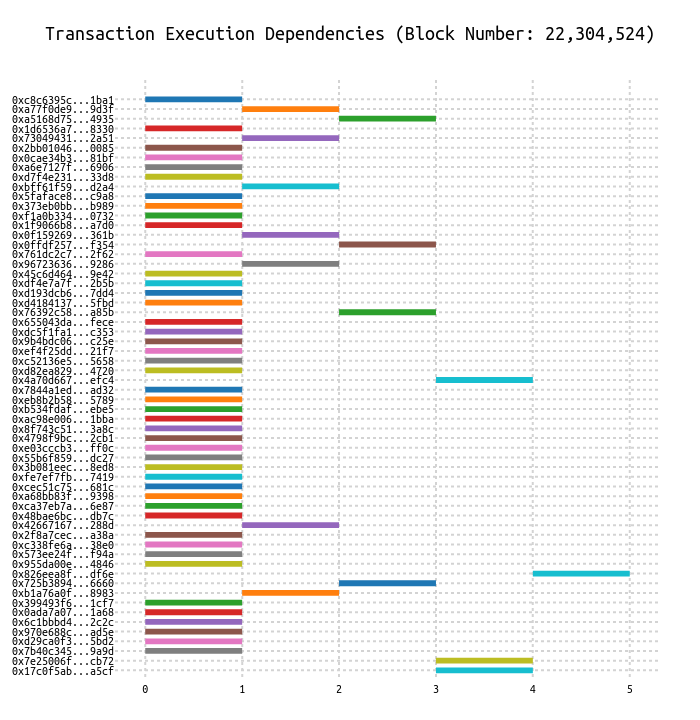 Transaction Execution Dependencies (Block Number: 22,304,524)
0xc8c6395c...1ba1
0xa77f0de9...9d3f
0xa5168d75...4935
0x1d6536a7...8330
0x73049431...2a51
0x2bb01046...0085
0x0cae34b3...81bf
0xa6e7127f...6906
0xd7f4e231...33d8
0xbff61f59...d2a4
0x5faface8...c9a8
0x373eb0bb...b989
0xf1a0b334...0732
0x1f9066b8...a7d0
0x0f159269...361b
0x0ffdf257...f354
0x761dc2c7...2f62
0x96723636...9286
0x45c6d464...9e42
0xdf4e7a7f...2b5b
0xd193dcb6...7dd4
0xd4184137...5fbd
0x76392c58...a85b
0x655043da...fece
0xdc5f1fa1...c353
0x9b4bdc06...c25e
0xef4f25dd...21f7
0xc52136e5...5658
0xd82ea829...4720
0x4a70d667...efc4
0x7844a1ed...ad32
0xeb8b2b58...5789
0xb534fdaf...ebe5
0xac98e006...1bba
0x8f743c51...3a8c
0x4798f9bc...2cb1
0xe03cccb3...ff0c
0x55b6f859...dc27
0x3b081eec...8ed8
0xfe7ef7fb...7419
0xcec51c75...681c
0xa68bb83f...9398
0xca37eb7a...6e87
0x48bae6bc...db7c
0x42667167...288d
0x2f8a7cec...a38a
0xc338fe6a...38e0
0x573ee24f...f94a
0x955da00e...4846
0x826eea8f...df6e
0x725b3894...6660
0xb1a76a0f...8983
0x399493f6...1cf7
0x0ada7a07...1a68
0x6c1bbbd4...2c2c
0x970e688c...ad5e
0xd29ca0f3...5bd2
0x7b40c345...9a9d
0x7e25006f...cb72
0x17c0f5ab...a5cf
0 1 2 3 4 5